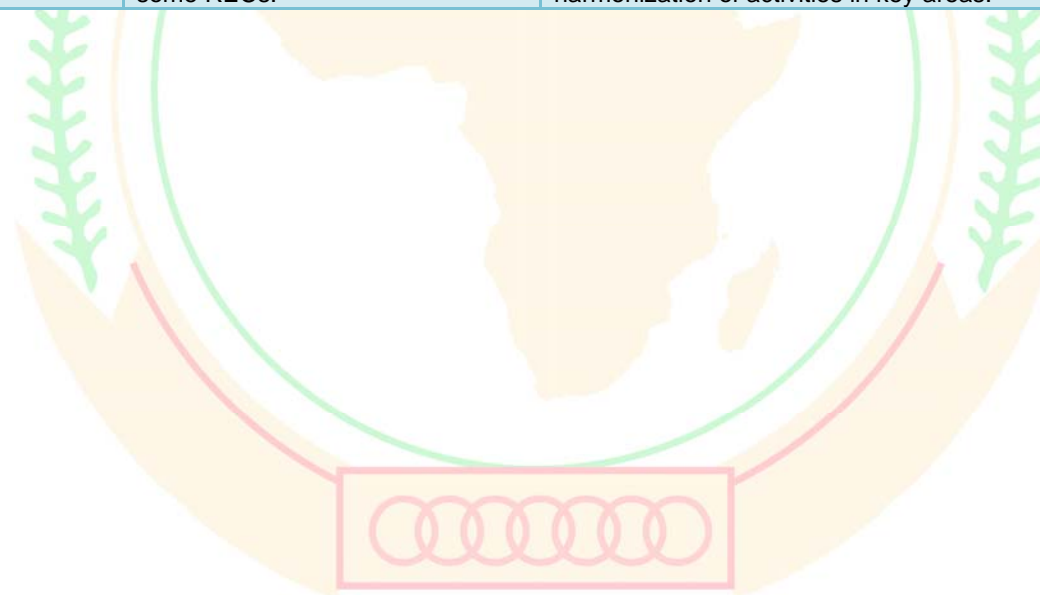 some RECs.
harmonization of activities in key areas.